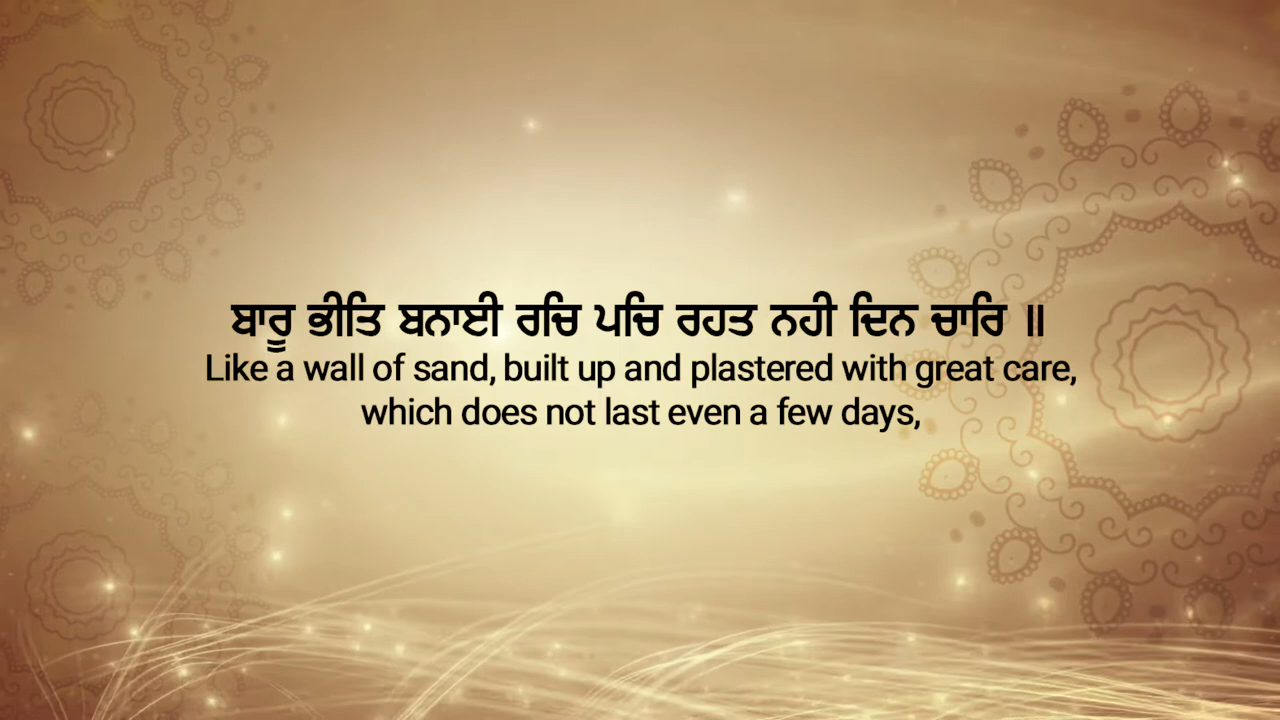 ਬਾਰੂ ਭੀਤਿ ਬਨਾਈ ਰਚਿ ਪਚਿ ਰਹਤ ਨਹੀ ਦਿਨ ਚਾਰਿ ॥
Like a wall of sand, built up and plastered with great care,
which does not last even a few days,